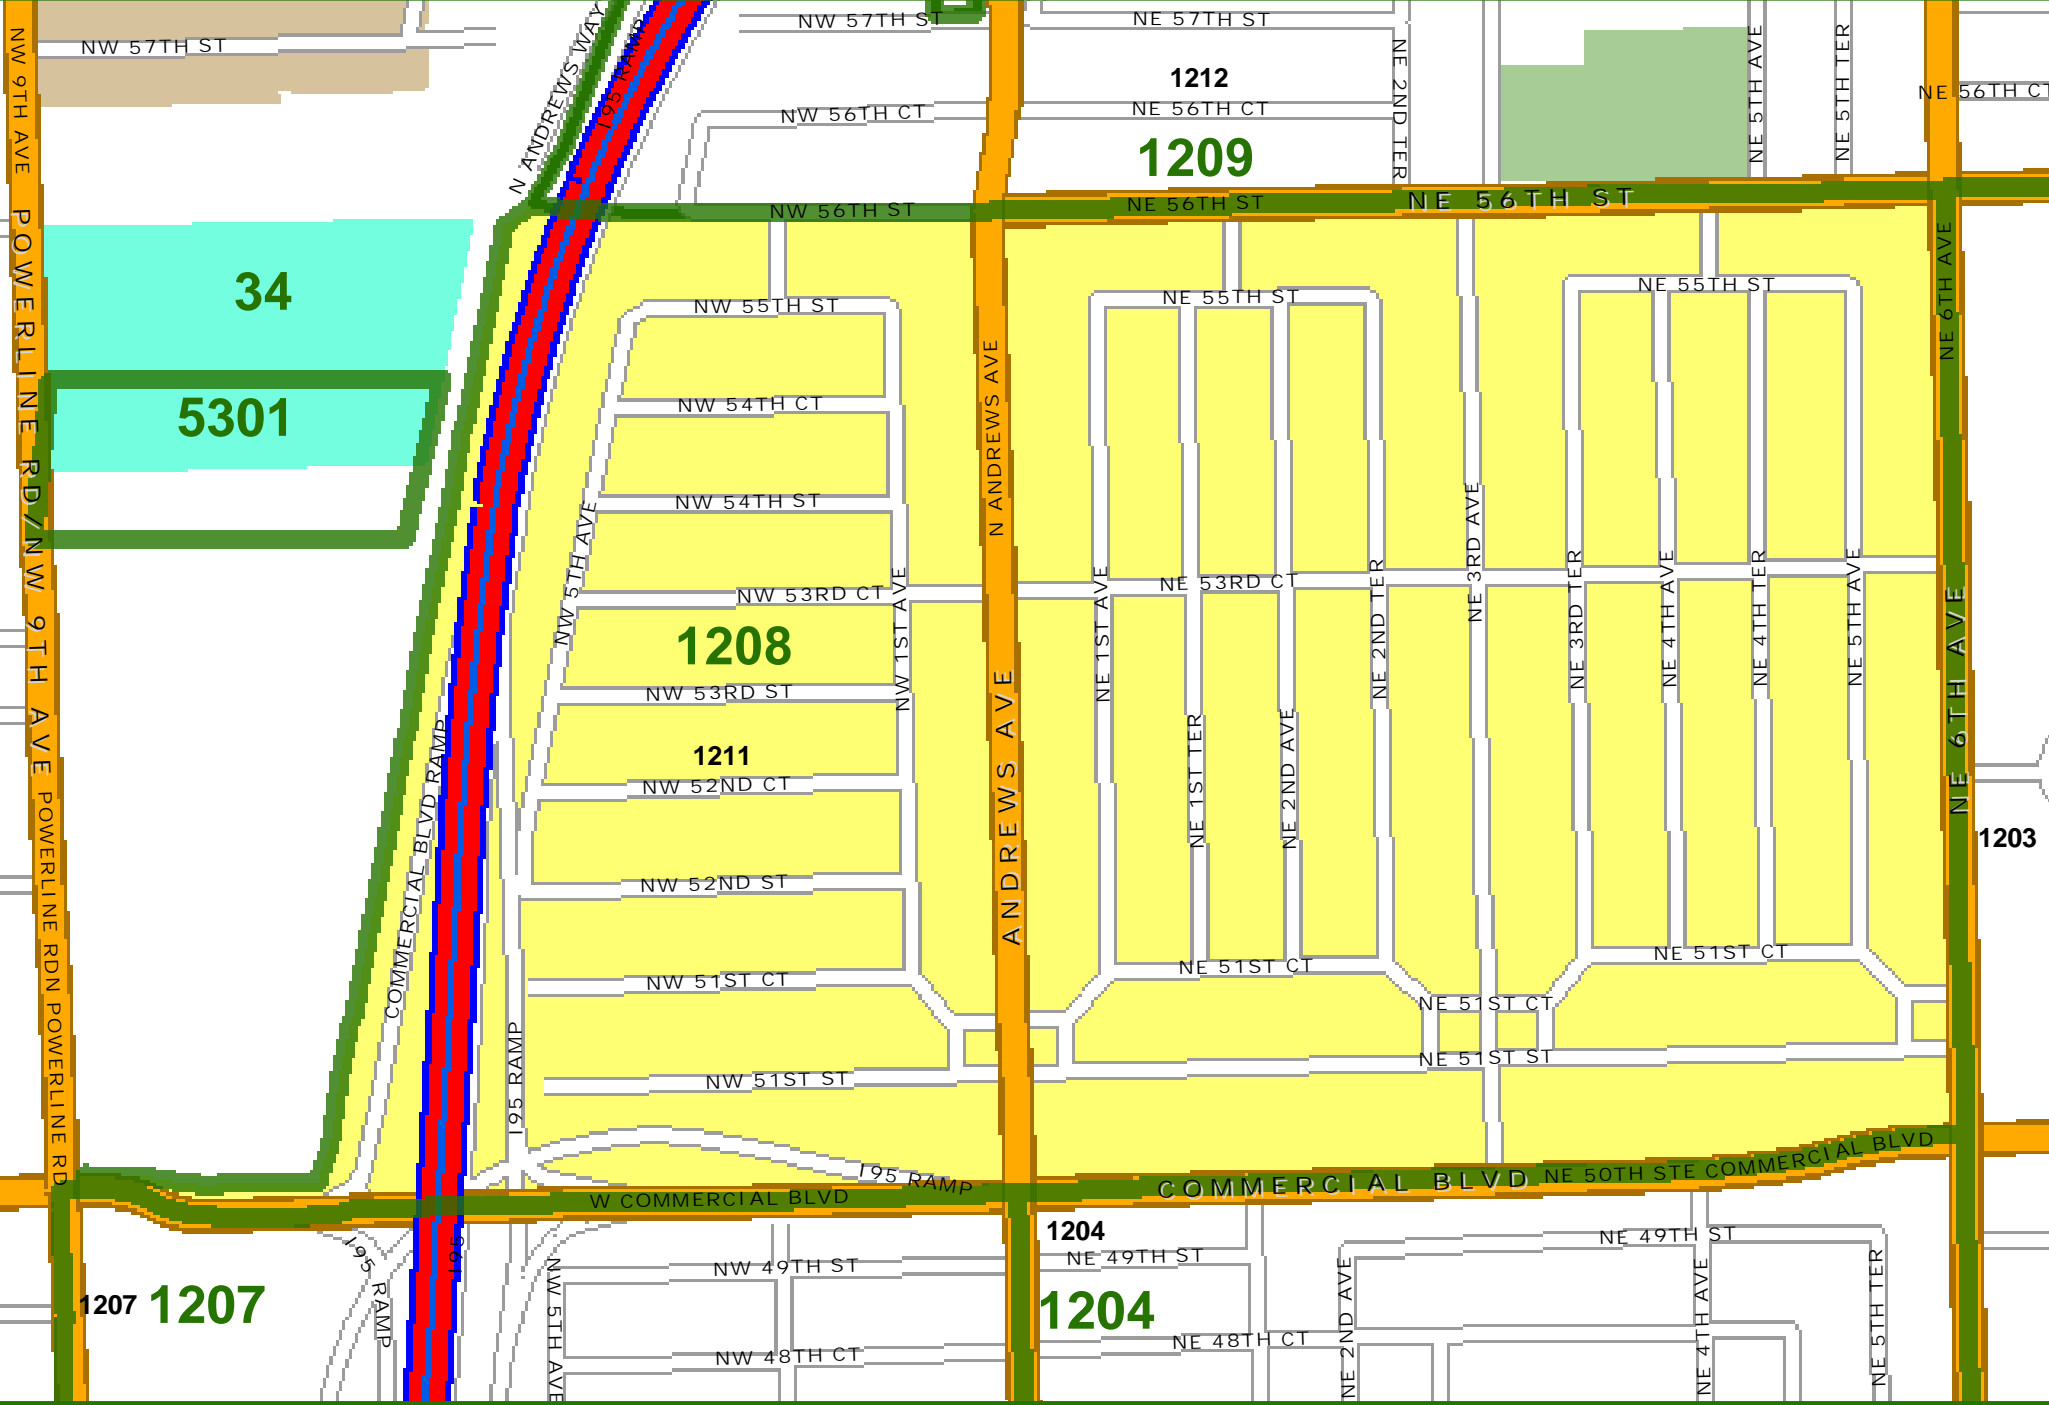 NW 9TH AVE
NW 57TH ST
N ANDREWS WAY
I 95 RAMP
NW 57TH ST
NE 57TH ST
NE 2ND TER
NE 5TH AVE
NE 5TH TER
1212
NE 56TH CT
NW 56TH CT
NE 56TH CT
1209
NW 56TH ST
NE 56TH ST
NE 56TH ST
POWERLINE RD/NW 9TH AVE
34
5301
NE 6TH AVE
NW 55TH ST
NE 55TH ST
NE 55TH ST
N ANDREWS AVE
NW 54TH CT
NW 54TH ST
NW 5TH AVE
NE 3RD AVE
NW 53RD CT
NW 1ST AVE
NE 53RD CT
NE 1ST AVE
NE 2ND TER
NE 3RD TER
NE 4TH AVE
NE 4TH TER
NE 5TH AVE
NE 6TH AVE
1208
NW 53RD ST
1211
NW 52ND CT
COMMERCIAL BLVD RAMP
ANDREWS AVE
NE 1ST TER
NE 2ND AVE
1203
POWERLINE RDN POWERLINE RD
POWERLINE RD
NW 52ND ST
NW 51ST CT
NE 51ST CT
NE 51ST CT
NE 51ST CT
I 95 RAMP
NW 51ST ST
NE 51ST ST
I 95 RAMP
W COMMERCIAL BLVD
COMMERCIAL BLVD
NE 50TH STE COMMERCIAL BLVD
I 95 RAMP
I 95
1204
NW 49TH ST
NE 49TH ST
NE 49TH ST
1207
1207
1204
NW 5TH AVE
NE 2ND AVE
NE 4TH AVE
NE 5TH TER
NW 48TH CT
NE 48TH CT